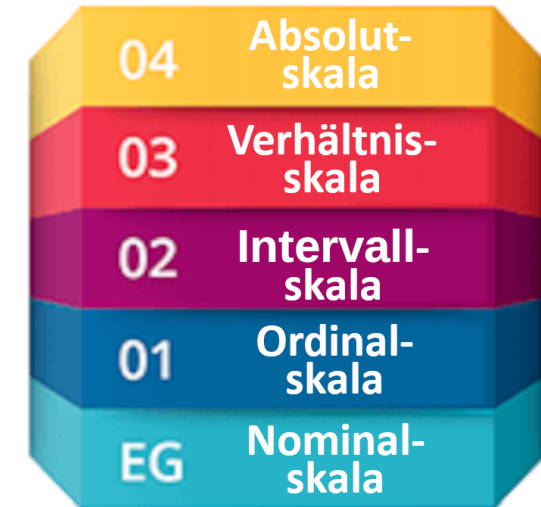 04 Absolut-
skala
03 Verhältnis-
skala
02 Intervall-
skala
01 Ordinal-
skala
EG Nominal-
skala